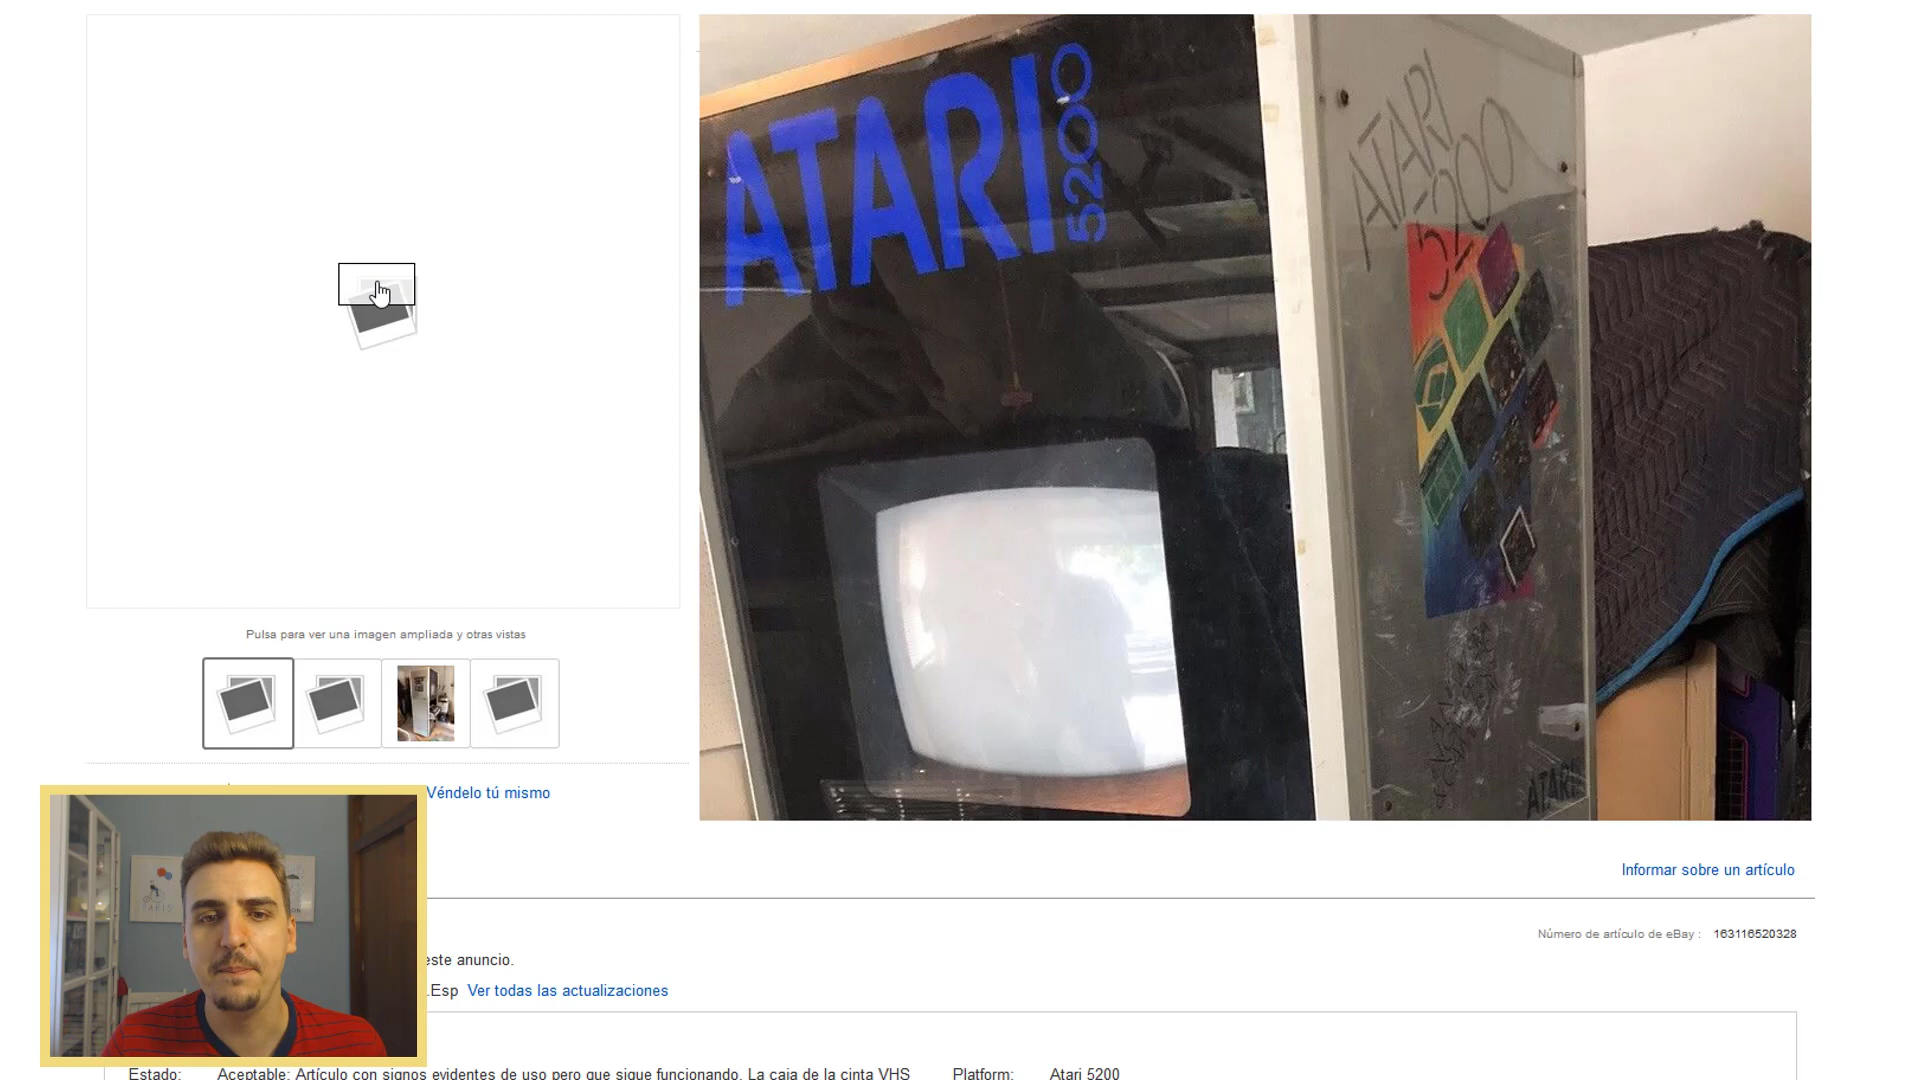 ATARI
5200
ATARI
5200
Pulsa para ver una imagen ampliada y otras vistas
Véndelo tú mismo
ATARI
Informar sobre un artículo
Número de artículo de eBay : 163116520328
este anuncio.
.Esp Ver todas las actualizaciones
PARIS
Estado: Aceptable: Artículo con signos evidentes de uso pero que sigue funcionando. La caja de la cinta VHS Platform: Atari 5200